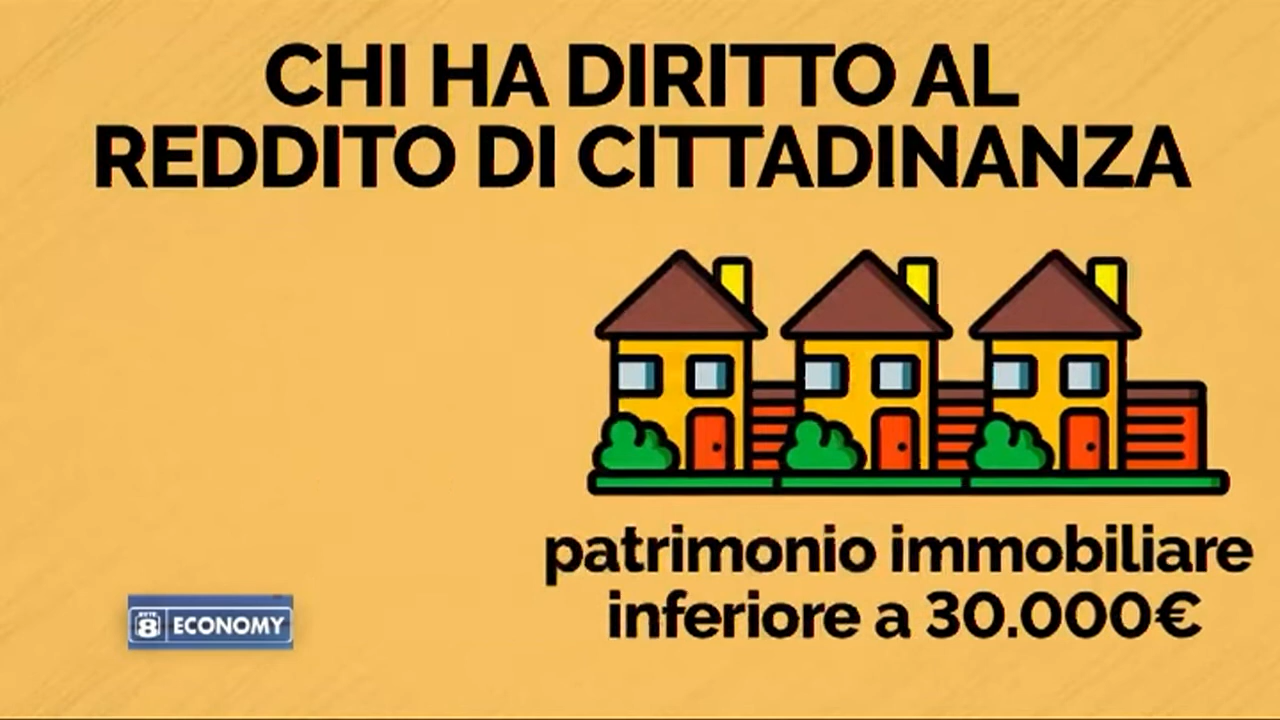 CHI HA DIRITTO AL
REDDITO DI CITTADINANZA
patrimonio immobiliare
inferiore a 30.000€
8 ECONOMY